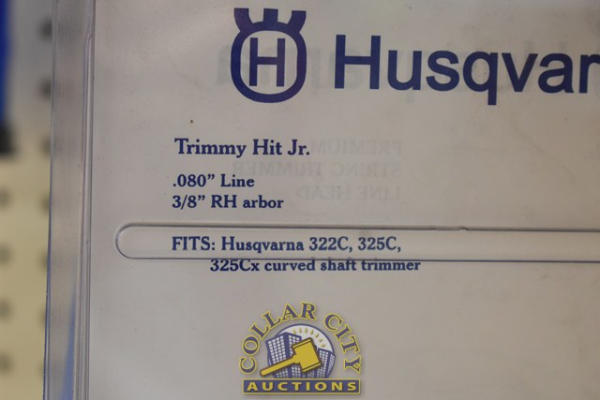 H Husqvar
Trimmy Hit Jr.
.080” Line
3/8” RH arbor
FITS: Husqvarna 322C, 325C,
325Cx curved shaft trimmer
PREMIUM
STRING TRIMMER
LINE HEAD
COLLAR CITY
AUCTIONS